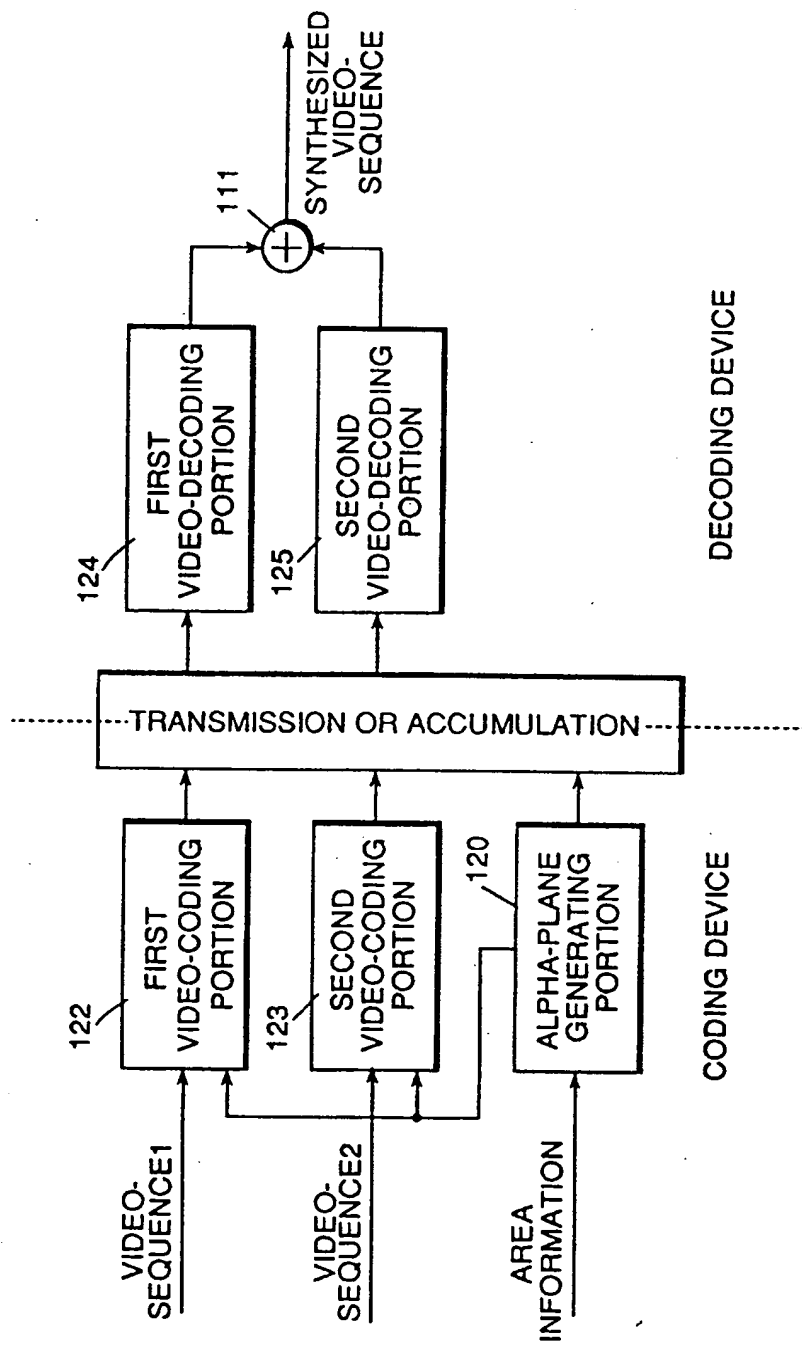 VIDEO-
SEQUENCE1
122
FIRST
VIDEO-CODING
PORTION
VIDEO-
SEQUENCE2
123
SECOND
VIDEO-CODING
PORTION
AREA
INFORMATION
120
ALPHA-PLANE
GENERATING
PORTION
CODING DEVICE
TRANSMISSION OR ACCUMULATION
124
FIRST
VIDEO-DECODING
PORTION
125
SECOND
VIDEO-DECODING
PORTION
111
+
SYNTHESIZED
VIDEO-
SEQUENCE
DECODING DEVICE